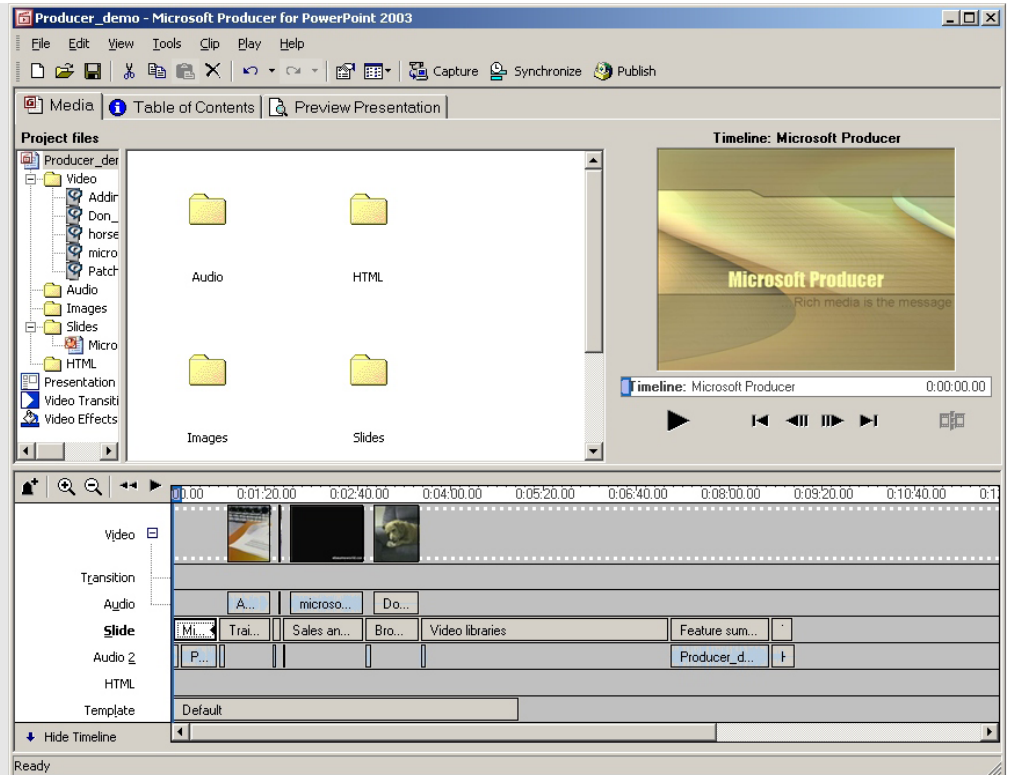 Producer_demo - Microsoft Producer for PowerPoint 2003
File Edit View Tools Clip Play Help
Capture Synchronize Publish
Media Table of Contents Preview Presentation
Project files
Producer_der
Video
Addir
Don_
horse
micro
Patch
Audio
Images
Slides
Micro
HTML
Presentation
Video Transiti
Video Effects
Audio HTML
Images Slides
Timeline: Microsoft Producer
Microsoft Producer
Rich media is the message
Timeline: Microsoft Producer 0:00:00.00
0.00 0:01:20.00 0:02:40.00 0:04:00.00 0:05:20.00 0:06:40.00 0:08:00.00 0:09:20.00 0:10:40.00 0:1
Video
Transition
Audio A... microso... Do...
Slide Mi... Trai... Sales an... Bro... Video libraries Feature sum...
Audio 2 P... Producer_d...
HTML
Template Default
Hide Timeline
Ready